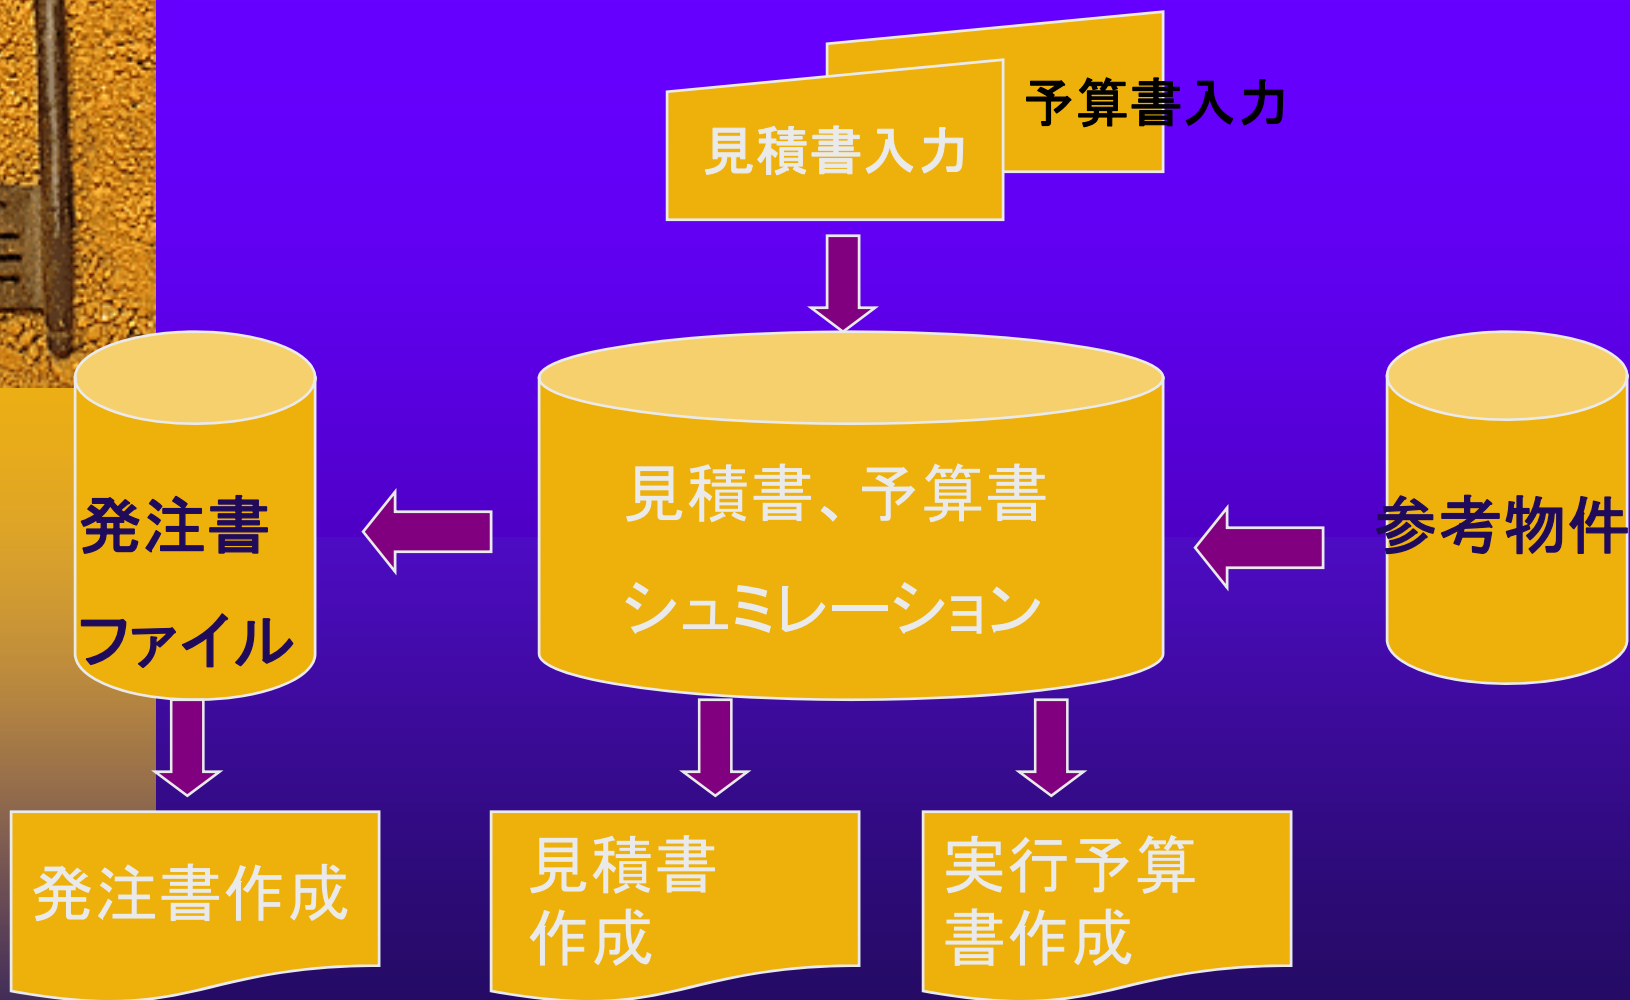 予算書入力
見積書入力
見積書、予算書
シュミレーション
発注書
ファイル
参考物件
発注書作成
見積書
作成
実行予算
書作成